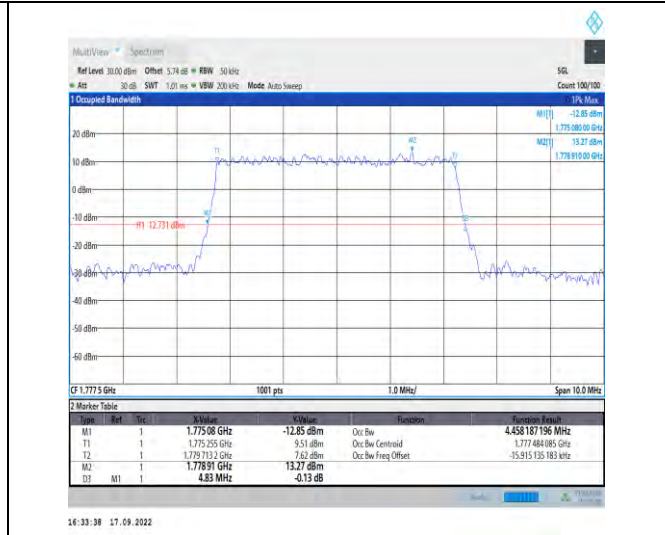 MultiView Spectrum
Ref Level 30.00 dBm Offset 5.74 dB RBW 50 kHz SGL
Att 30 dB SWT 1.01 ms VBW 200 kHz Mode Auto Sweep Count 100/100
1 Occupied Bandwidth 1Pk Max
M1[1] -12.85 dBm
1.775 080 00 GHz
20 dBm M2[1] 13.27 dBm
1.778 910 00 GHz
M2
T1
10 dBm
0 dBm
-10 dBm
H1 -12.731 dBm
-20 dBm
-30 dBm
-40 dBm
-50 dBm
-60 dBm
CF 1.777 5 GHz 1001 pts 1.0 MHz/ Span 10.0 MHz
2 Marker Table
Type Ref Trc X-Value Y-Value Function Function Result
M1 1 1.775 08 GHz -12.85 dBm Occ Bw 4.458 187 196 MHz
T1 1 1.775 255 GHz 9.51 dBm Occ Bw Centroid 1.777 484 085 GHz
T2 1 1.779 713 2 GHz 7.62 dBm Occ Bw Freq Offset -15.915 135 183 kHz
M2 1 1.778 91 GHz 13.27 dBm
D3 M1 1 4.83 MHz -0.13 dB
16:33:38 17.09.2022